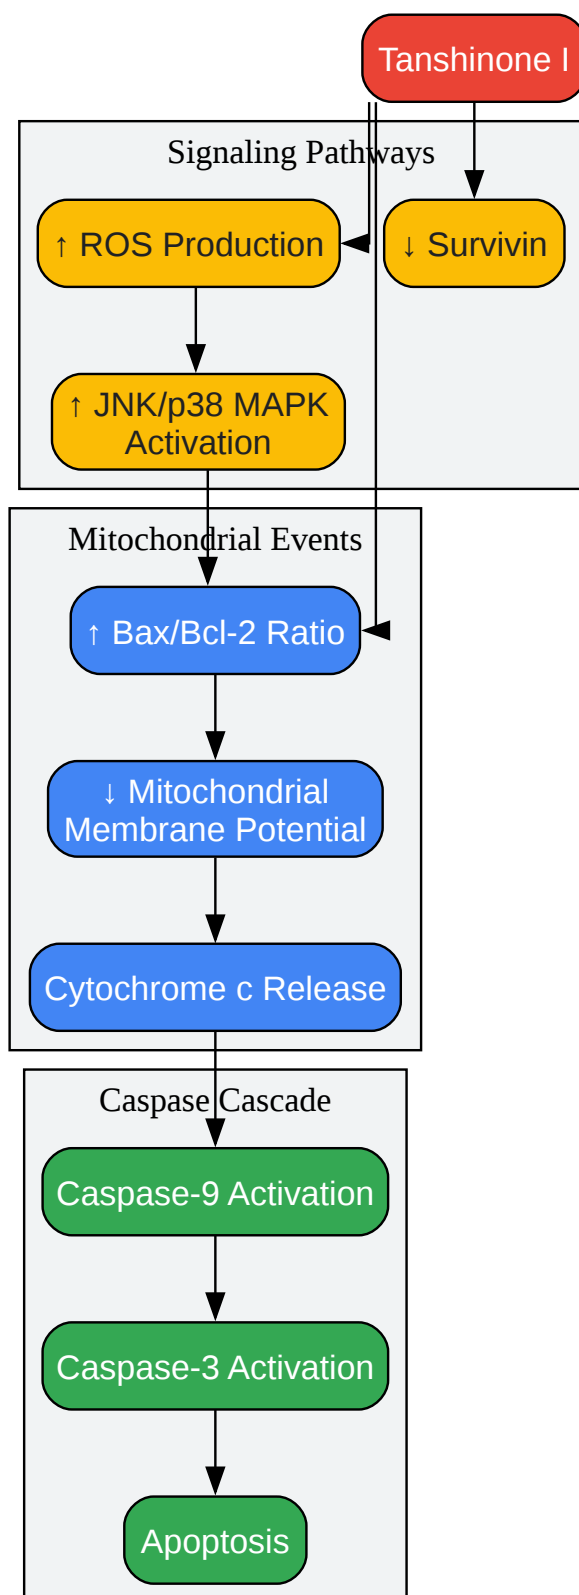 Tanshinone I
Signaling Pathways
↑ ROS Production
↓ Survivin
↑ JNK/p38 MAPK
Activation
Mitochondrial Events
↑ Bax/Bcl-2 Ratio
↓ Mitochondrial
Membrane Potential
Cytochrome c Release
Caspase Cascade
Caspase-9 Activation
Caspase-3 Activation
Apoptosis